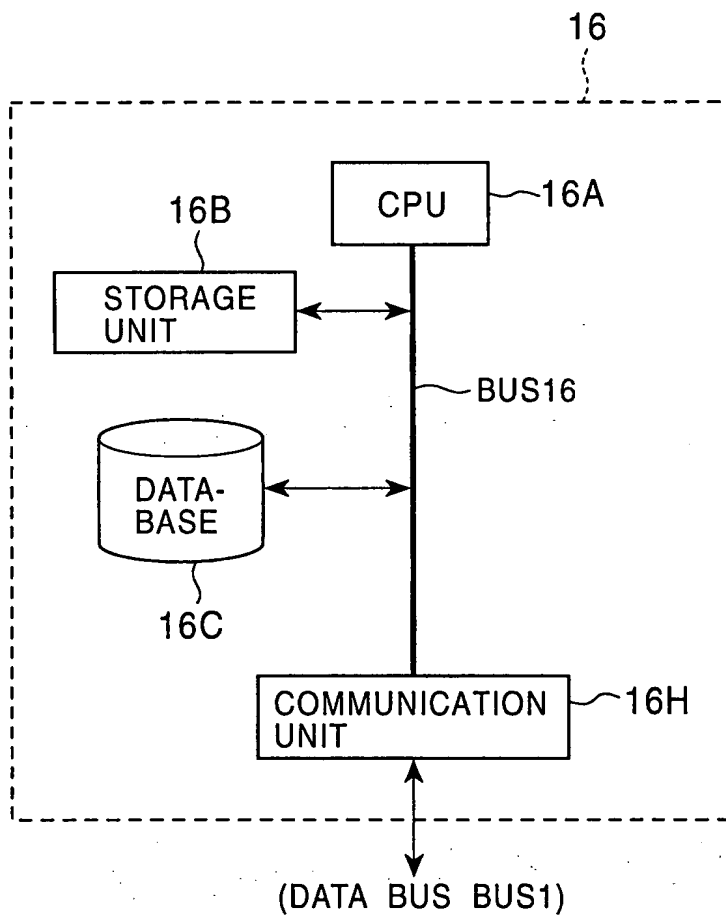 16
CPU
16A
16B
STORAGE
UNIT
BUS16
DATA-
BASE
16C
COMMUNICATION
UNIT
16H
(DATA BUS BUS1)